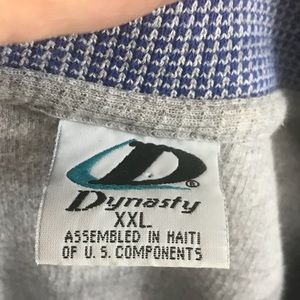 D
®
Dynasty
XXL
ASSEMBLED IN HAITI
OF U.S. COMPONENTS